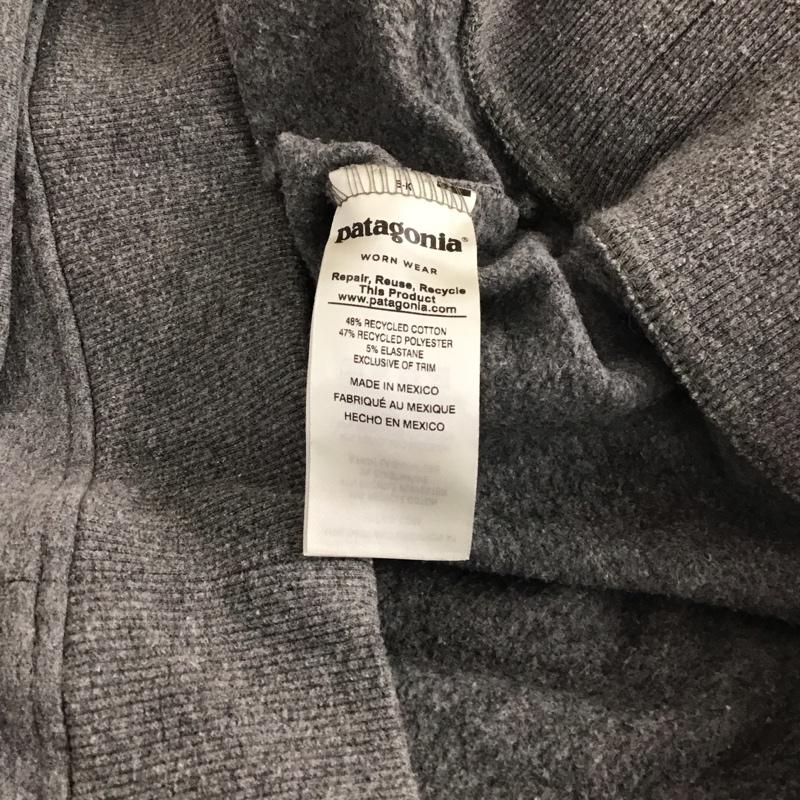 patagonia®
WORN WEAR
Repair, Reuse, Recycle
This Product
www.patagonia.com
48% RECYCLED COTTON
47% RECYCLED POLYESTER
5% ELASTANE
EXCLUSIVE OF TRIM
MADE IN MEXICO
FABRIQUÉ AU MEXIQUE
HECHO EN MEXICO